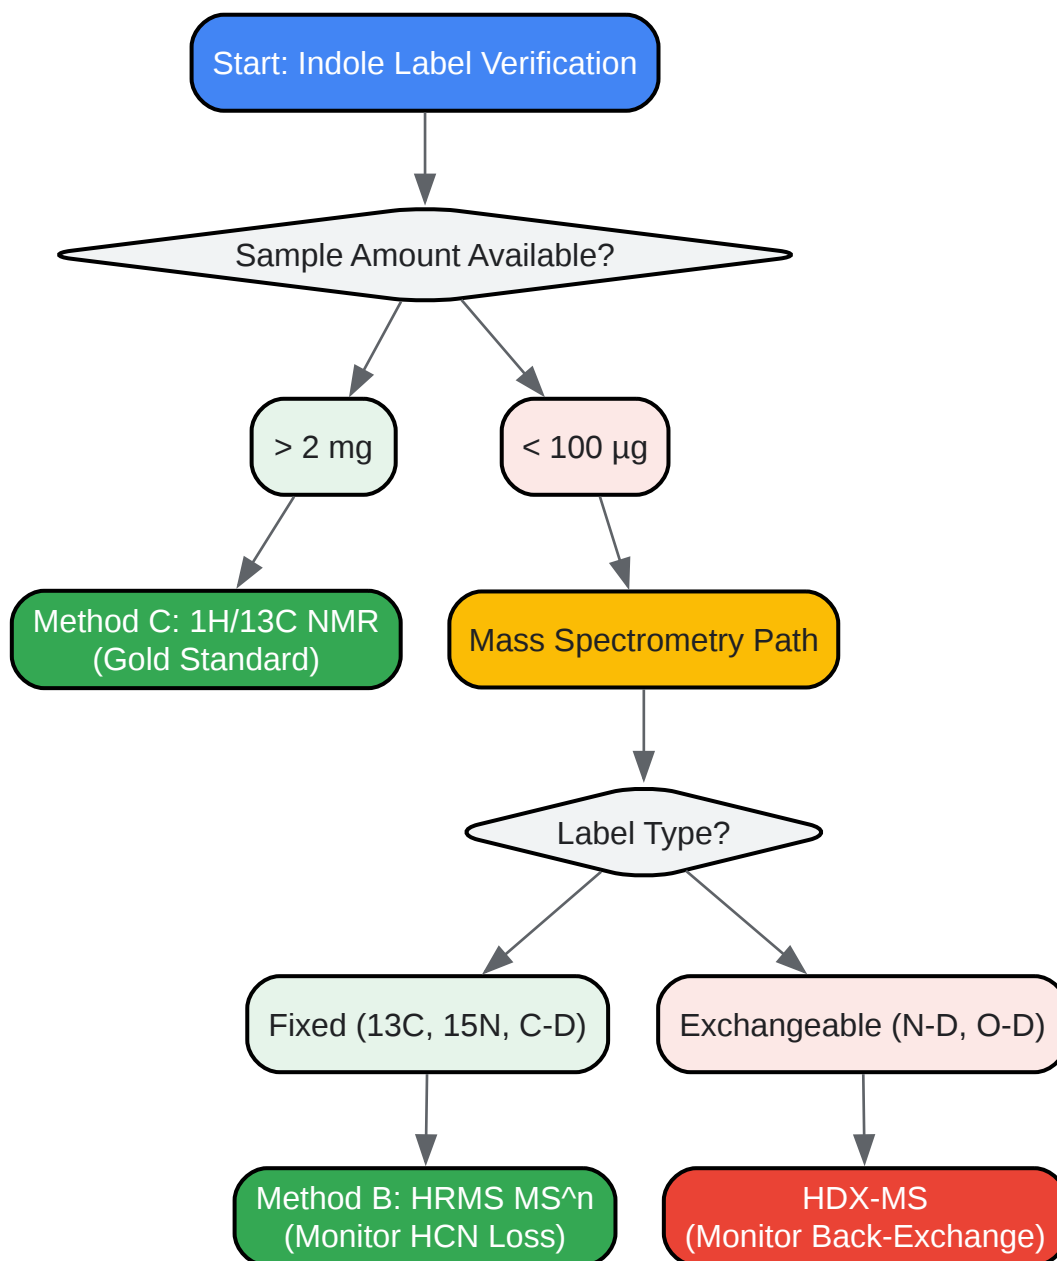 Start: Indole Label Verification
Sample Amount Available?
> 2 mg
< 100 µg
Method C: 1H/13C NMR
(Gold Standard)
Mass Spectrometry Path
Label Type?
Fixed (13C, 15N, C-D)
Exchangeable (N-D, O-D)
Method B: HRMS MS^n
(Monitor HCN Loss)
HDX-MS
(Monitor Back-Exchange)